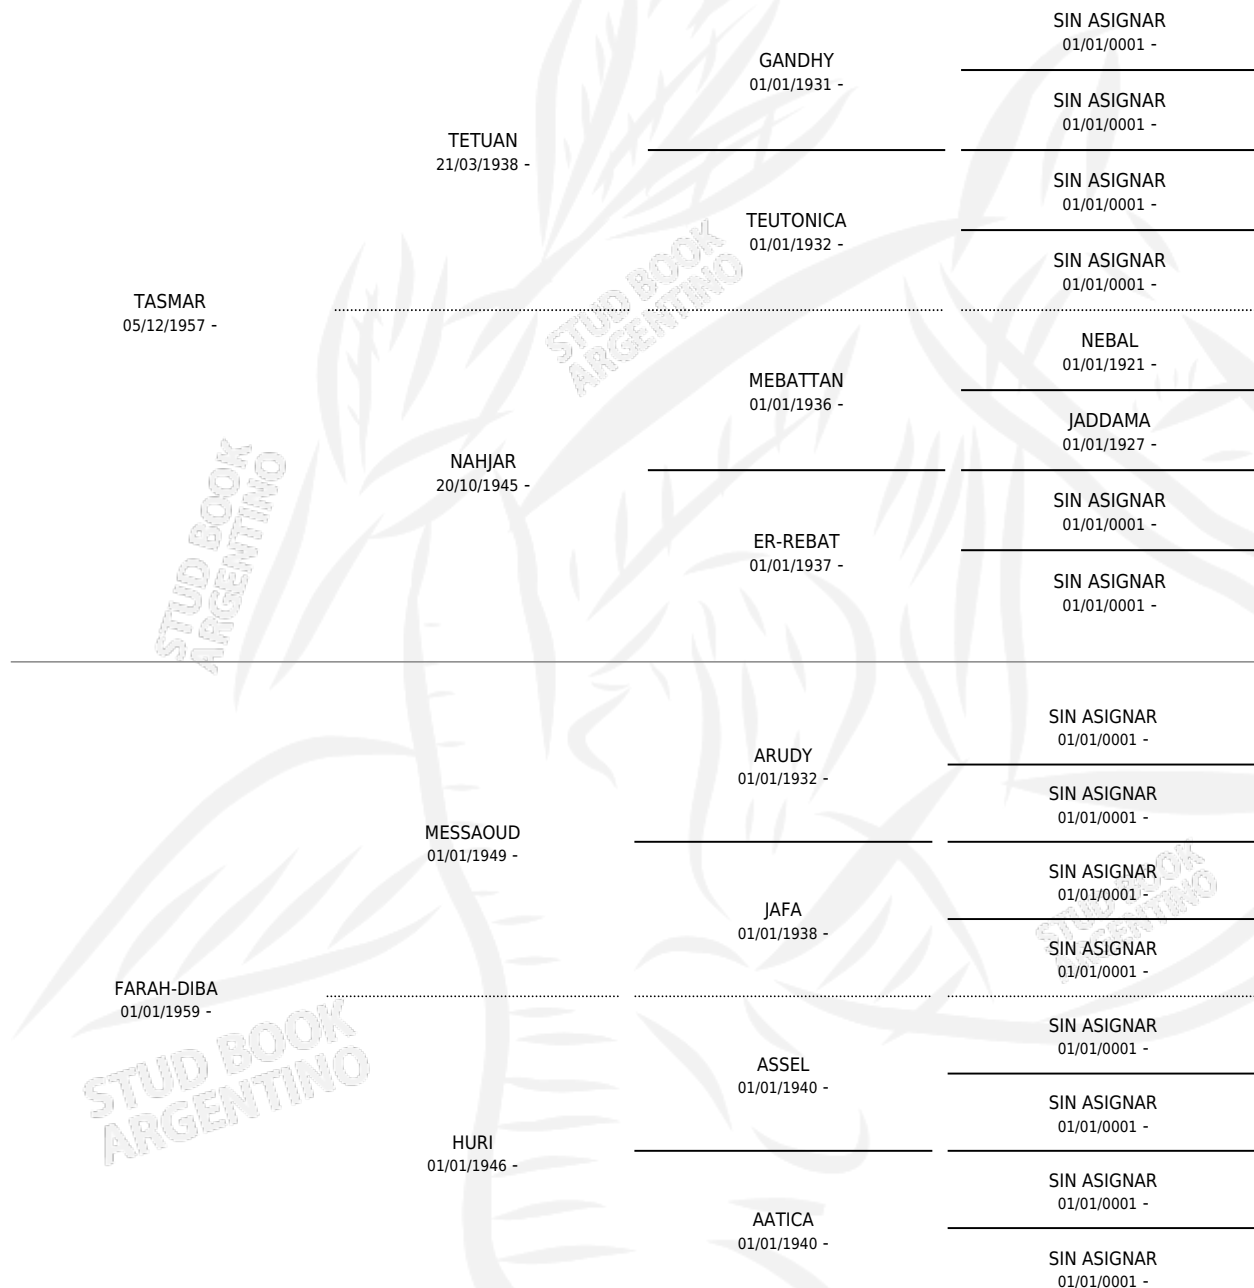 SIN ASIGNAR
01/01/0001 -
GANDHY
01/01/1931 -
SIN ASIGNAR
01/01/0001 -
TETUAN
21/03/1938 -
SIN ASIGNAR
01/01/0001 -
TEUTONICA
01/01/1932 -
SIN ASIGNAR
01/01/0001 -
TASMAR
05/12/1957 -
NEBAL
01/01/1921 -
MEBATTAN
01/01/1936 -
JADDAMA
01/01/1927 -
NAHJAR
20/10/1945 -
SIN ASIGNAR
01/01/0001 -
ER-REBAT
01/01/1937 -
SIN ASIGNAR
01/01/0001 -
SIN ASIGNAR
01/01/0001 -
ARUDY
01/01/1932 -
SIN ASIGNAR
01/01/0001 -
MESSAOUD
01/01/1949 -
SIN ASIGNAR
01/01/0001 -
JAFA
01/01/1938 -
SIN ASIGNAR
01/01/0001 -
FARAH-DIBA
01/01/1959 -
SIN ASIGNAR
01/01/0001 -
ASSEL
01/01/1940 -
SIN ASIGNAR
01/01/0001 -
HURI
01/01/1946 -
SIN ASIGNAR
01/01/0001 -
AATICA
01/01/1940 -
SIN ASIGNAR
01/01/0001 -
STUD BOOK
ARGENTINO
STUD BOOK
ARGENTINO
STUD BOOK
ARGENTINO
STUD BOOK
ARGENTINO